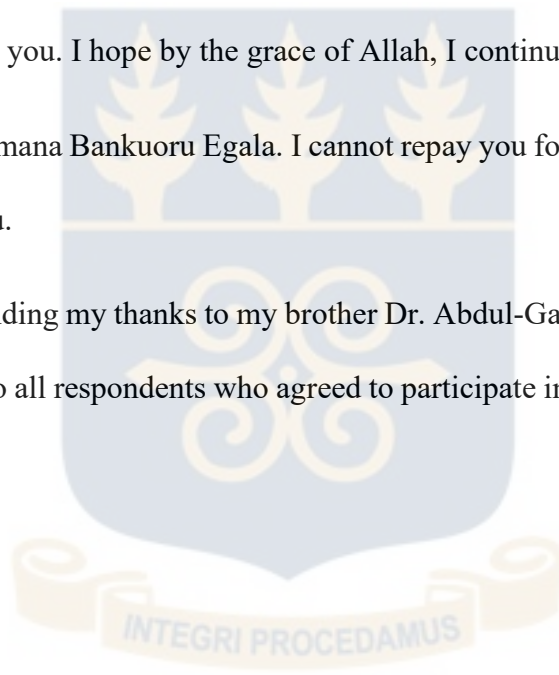 you. I hope by the grace of Allah, I continu
mana Bankuoru Egala. I cannot repay you fo
.
ding my thanks to my brother Dr. Abdul-Ga
o all respondents who agreed to participate in
INTEGRI PROCEDAMUS